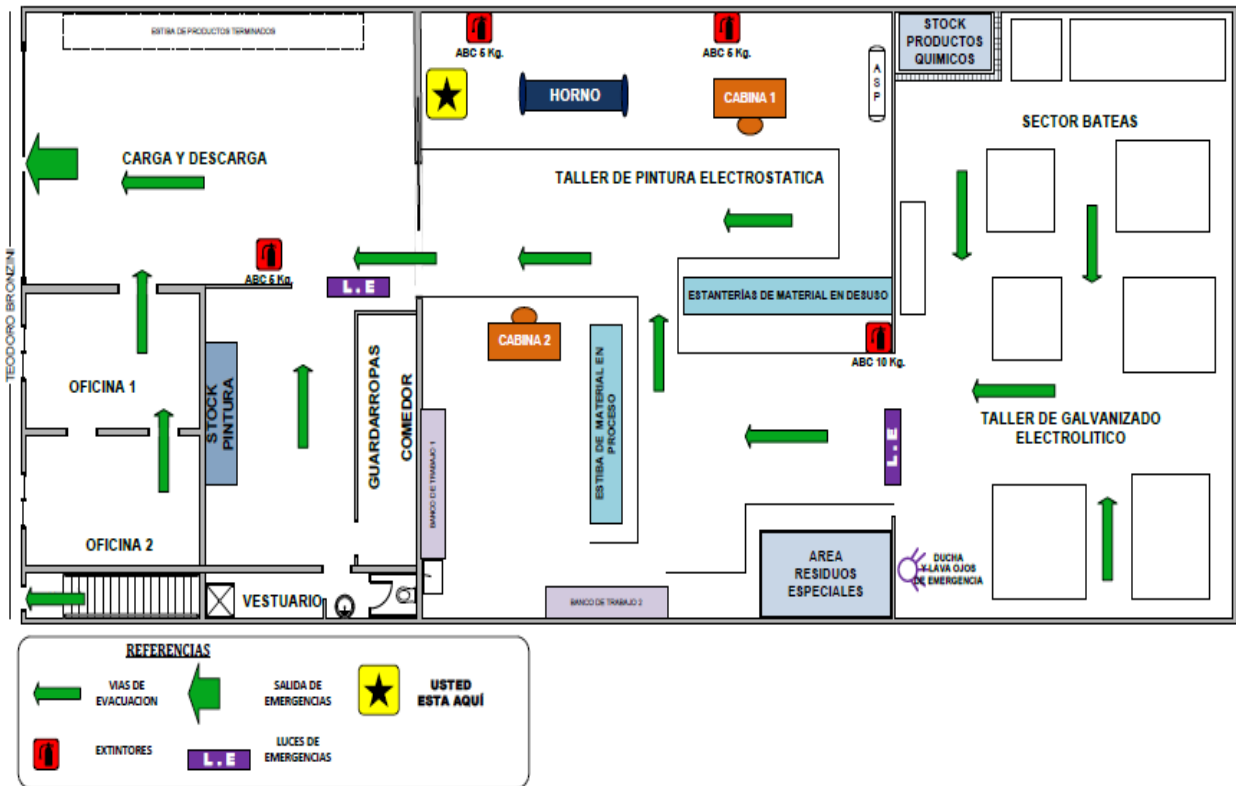 ESTIBA DE PRODUCTOS TERMINADOS
ABC 5 Kg.
ABC 5 Kg.
STOCK
PRODUCTOS
QUIMICOS
HORNO
CABINA 1
ASP
SECTOR BATEAS
CARGA Y DESCARGA
TALLER DE PINTURA ELECTROSTATICA
TEODORO BRONZINI
ABC 5 Kg.
L.E
ESTANTERÍAS DE MATERIAL EN DESUSO
CABINA 2
ABC 10 Kg.
OFICINA 1
STOCK
PINTURA
GUARDARROPAS
COMEDOR
BANCO DE TRABAJO 1
ESTIBA DE MATERIAL EN
PROCESO
L.E
TALLER DE GALVANIZADO
ELECTROLITICO
OFICINA 2
AREA
RESIDUOS
ESPECIALES
DUCHA
Y LAVA OJOS
DE EMERGENCIA
VESTUARIO
BANCO DE TRABAJO 2
REFERENCIAS
VIAS DE
EVACUACION
SALIDA DE
EMERGENCIAS
USTED
ESTA AQUÍ
EXTINTORES
L.E
LUCES DE
EMERGENCIAS